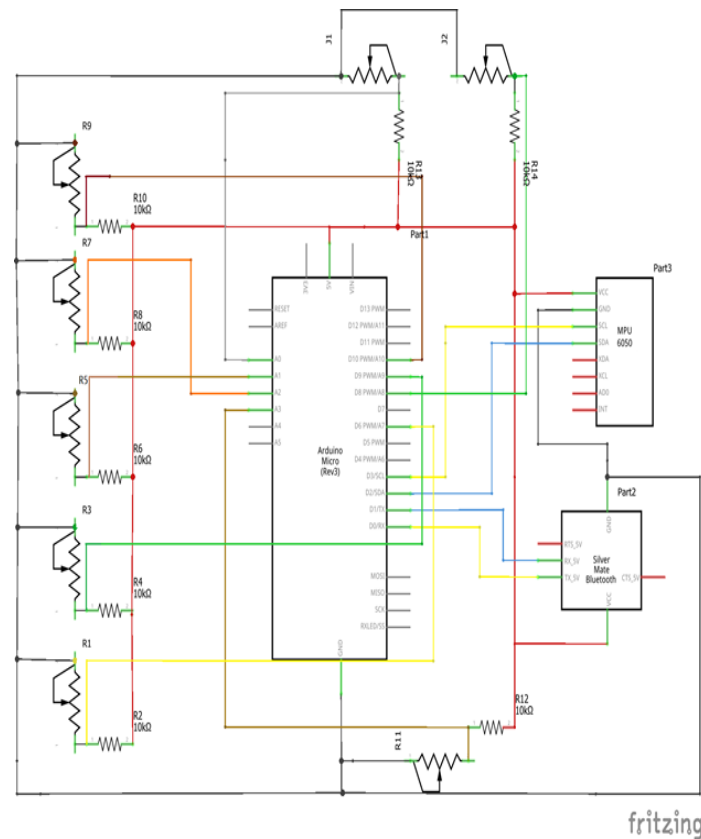 J1
J2
R9
R13
10kΩ
R14
10kΩ
R10
10kΩ
R7
Part1
Part3
3V3
5V
VIN
VCC
GND
SCL
SDA
XDA
XCL
AD0
INT
MPU
6050
R8
10kΩ
RESET
AREF
A0
A1
A2
A3
A4
A5
D13 PWM
D12 PWM/A11
D11 PWM
D10 PWM/A10
D9 PWM/A9
D8 PWM/A8
D7
D6 PWM/A7
D5 PWM
D4 PWM/A6
D3/SCL
D2/SDA
D1/TX
D0/RX
MOSI
MISO
SCK
RXLED/SS
GND
Arduino
Micro
(Rev3)
R5
R6
10kΩ
R3
Part2
GND
RTS_5V
RX_5V
TX_5V
CTS_5V
VCC
Silver
Mate
Bluetooth
R4
10kΩ
R1
R2
10kΩ
R12
10kΩ
R11
fritzing